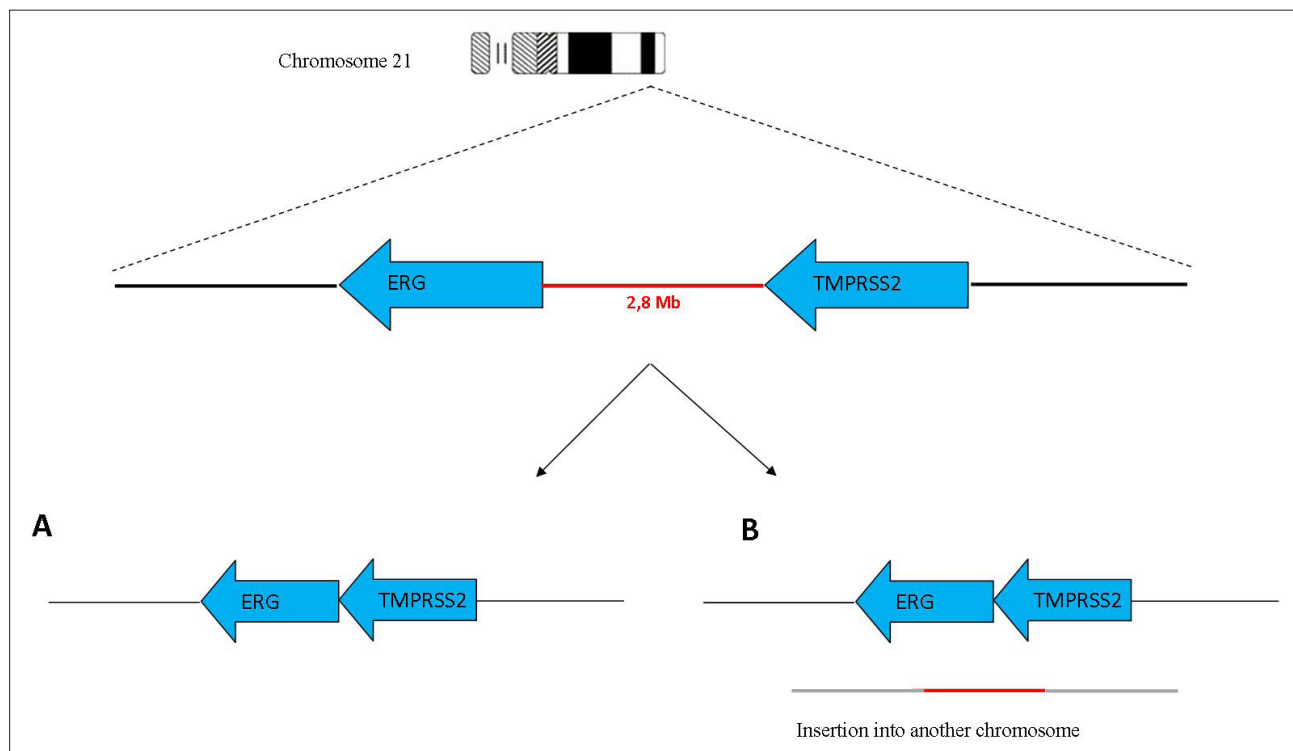 Chromosome 21
ERG
TMPRSS2
2,8 Mb
A
B
ERG
TMPRSS2
ERG
TMPRSS2
Insertion into another chromosome